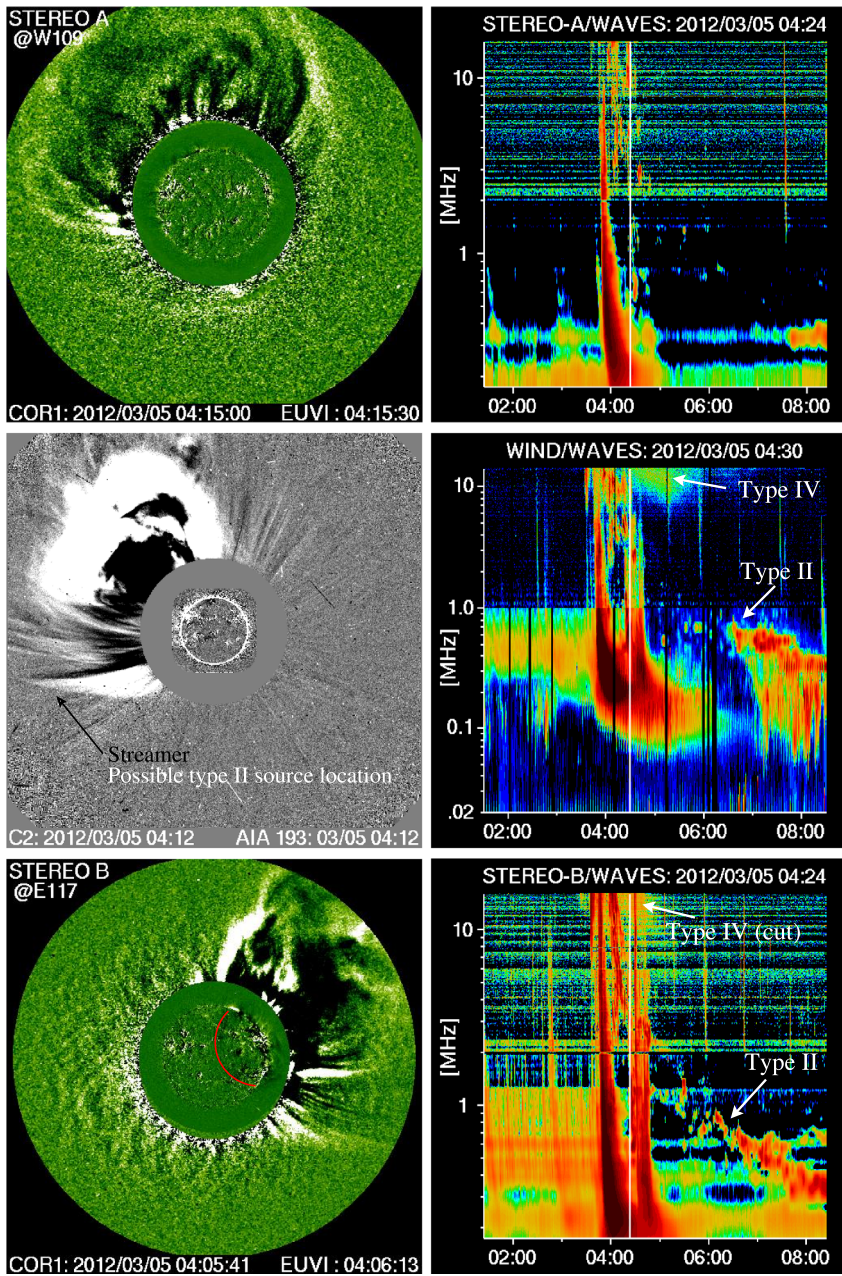 STEREO A
@W109
COR1: 2012/03/05 04:15:00 EUVI : 04:15:30
STEREO-A/WAVES: 2012/03/05 04:24
[MHz]
10
1
02:00 04:00 06:00 08:00
Streamer
Possible type II source location
C2: 2012/03/05 04:12 AIA 193: 03/05 04:12
WIND/WAVES: 2012/03/05 04:30
[MHz]
10
Type IV
Type II
1.0
0.1
.02
02:00 04:00 06:00 08:00
STEREO B
@E117
COR1: 2012/03/05 04:05:41 EUVI : 04:06:13
STEREO-B/WAVES: 2012/03/05 04:24
[MHz]
10
Type IV (cut)
Type II
1
02:00 04:00 06:00 08:00